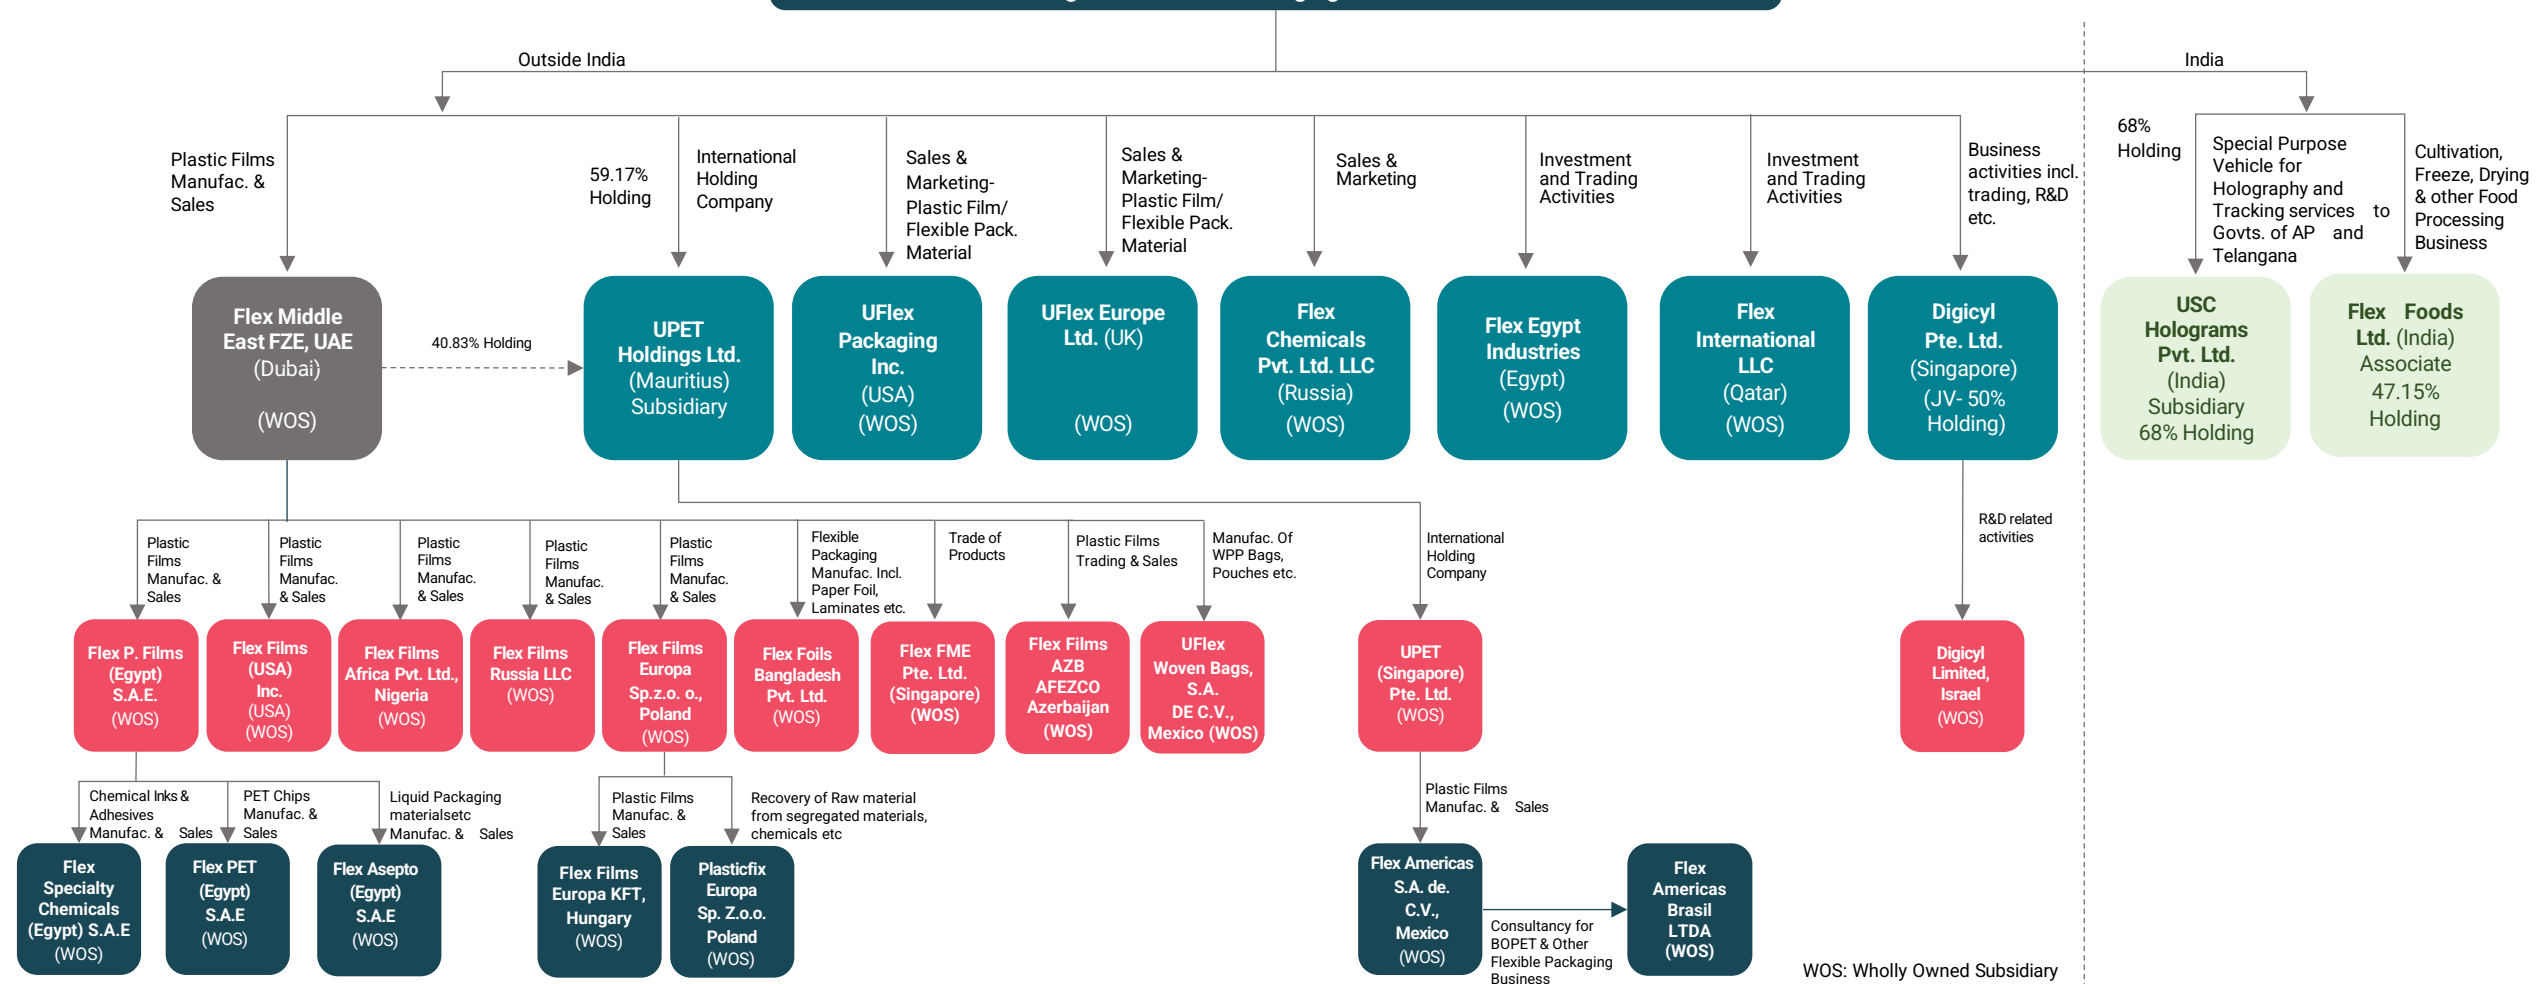 Outside India
India
Plastic Films
Manufac. &
Sales
59.17%
Holding
International
Holding
Company
Sales &
Marketing-
Plastic Film/
Flexible Pack.
Material
Sales &
Marketing-
Plastic Film/
Flexible Pack.
Material
Sales &
Marketing
Investment
and Trading
Activities
Investment
and Trading
Activities
Business
activities incl.
trading, R&D
etc.
68%
Holding
Special Purpose
Vehicle for
Holography and
Tracking services to
Govts. of AP and
Telangana
Cultivation,
Freeze, Drying
& other Food
Processing
Business
Flex Middle
East FZE, UAE
(Dubai)
(WOS)
40.83% Holding
UPET
Holdings Ltd.
(Mauritius)
Subsidiary
UFlex
Packaging
Inc.
(USA)
(WOS)
UFlex Europe
Ltd. (UK)
(WOS)
Flex
Chemicals
Pvt. Ltd. LLC
(Russia)
(WOS)
Flex Egypt
Industries
(Egypt)
(WOS)
Flex
International
LLC
(Qatar)
(WOS)
Digicyl
Pte. Ltd.
(Singapore)
(JV- 50%
Holding)
USC
Holograms
Pvt. Ltd.
(India)
Subsidiary
68% Holding
Flex Foods
Ltd. (India)
Associate
47.15%
Holding
Plastic
Films
Manufac. &
Sales
Plastic
Films
Manufac.
& Sales
Plastic
Films
Manufac.
& Sales
Plastic
Films
Manufac.
& Sales
Plastic
Films
Manufac.
& Sales
Flexible
Packaging
Manufac. Incl.
Paper Foil,
Laminates etc.
Trade of
Products
Plastic Films
Trading & Sales
Manufac. Of
WPP Bags,
Pouches etc.
International
Holding
Company
R&D related
activities
Flex P. Films
(Egypt)
S.A.E.
(WOS)
Flex Films
(USA)
Inc.
(USA)
(WOS)
Flex Films
Africa Pvt. Ltd.,
Nigeria
(WOS)
Flex Films
Russia LLC
(WOS)
Flex Films
Europa
Sp.z.o. o.,
Poland
(WOS)
Flex Foils
Bangladesh
Pvt. Ltd.
(WOS)
Flex FME
Pte. Ltd.
(Singapore)
(WOS)
Flex Films
AZB
AFEZCO
Azerbaijan
(WOS)
UFlex
Woven Bags,
S.A.
DE C.V.,
Mexico (WOS)
UPET
(Singapore)
Pte. Ltd.
(WOS)
Digicyl
Limited,
Israel
(WOS)
Chemical Inks &
Adhesives
Manufac. & Sales
PET Chips
Manufac. &
Sales
Liquid Packaging
materialsetc
Manufac. & Sales
Plastic Films
Manufac. &
Sales
Recovery of Raw material
from segregated materials,
chemicals etc
Plastic Films
Manufac. & Sales
Flex
Specialty
Chemicals
(Egypt) S.A.E
(WOS)
Flex PET
(Egypt)
S.A.E
(WOS)
Flex Asepto
(Egypt)
S.A.E
(WOS)
Flex Films
Europa KFT,
Hungary
(WOS)
Plasticfix
Europa
Sp. Z.o.o.
Poland
(WOS)
Flex Americas
S.A. de.
C.V.,
Mexico
(WOS)
Consultancy for
BOPET & Other
Flexible Packaging
Business
Flex
Americas
Brasil
LTDA
(WOS)
WOS: Wholly Owned Subsidiary